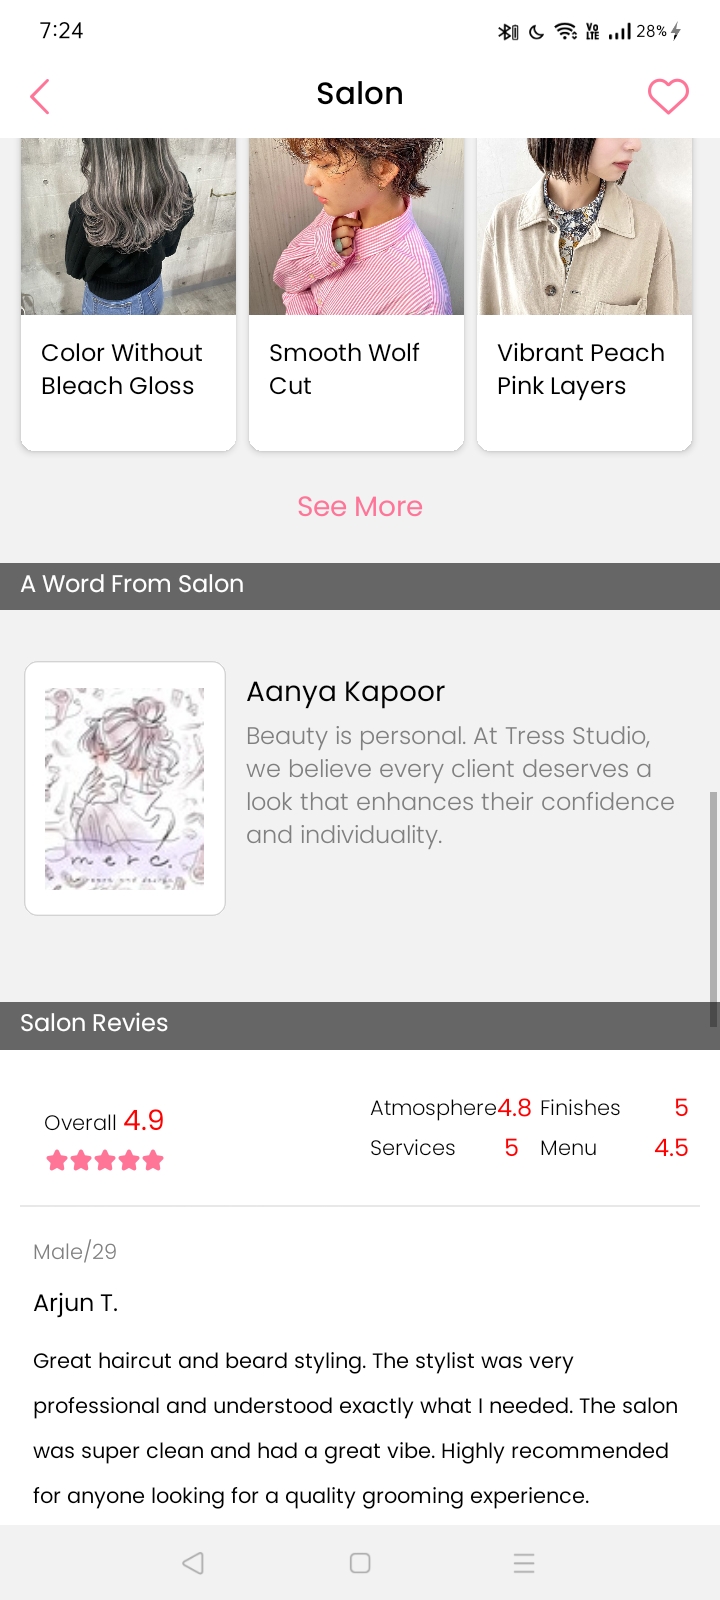 7:24
VO
LTE
28%
Salon
Color Without
Bleach Gloss
Smooth Wolf
Cut
Vibrant Peach
Pink Layers
See More
A Word From Salon
merc.
Aanya Kapoor
Beauty is personal. At Tress Studio,
we believe every client deserves a
look that enhances their confidence
and individuality.
Salon Revies
Overall 4.9
Atmosphere4.8 Finishes 5
Services 5 Menu 4.5
Male/29
Arjun T.
Great haircut and beard styling. The stylist was very
professional and understood exactly what I needed. The salon
was super clean and had a great vibe. Highly recommended
for anyone looking for a quality grooming experience.